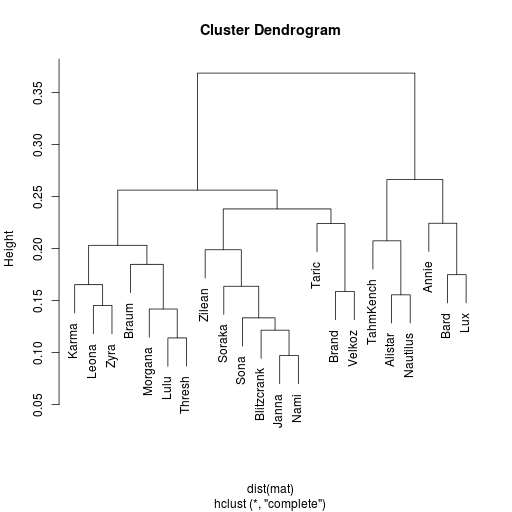 Cluster Dendrogram
Height
0.35
0.30
0.25
0.20
0.15
0.10
0.05
Karma
Leona
Zyra
Braum
Morgana
Lulu
Thresh
Zilean
Soraka
Sona
Blitzcrank
Janna
Nami
Taric
Brand
Velkoz
TahmKench
Alistar
Nautilus
Annie
Bard
Lux
dist(mat)
hclust (*, "complete")